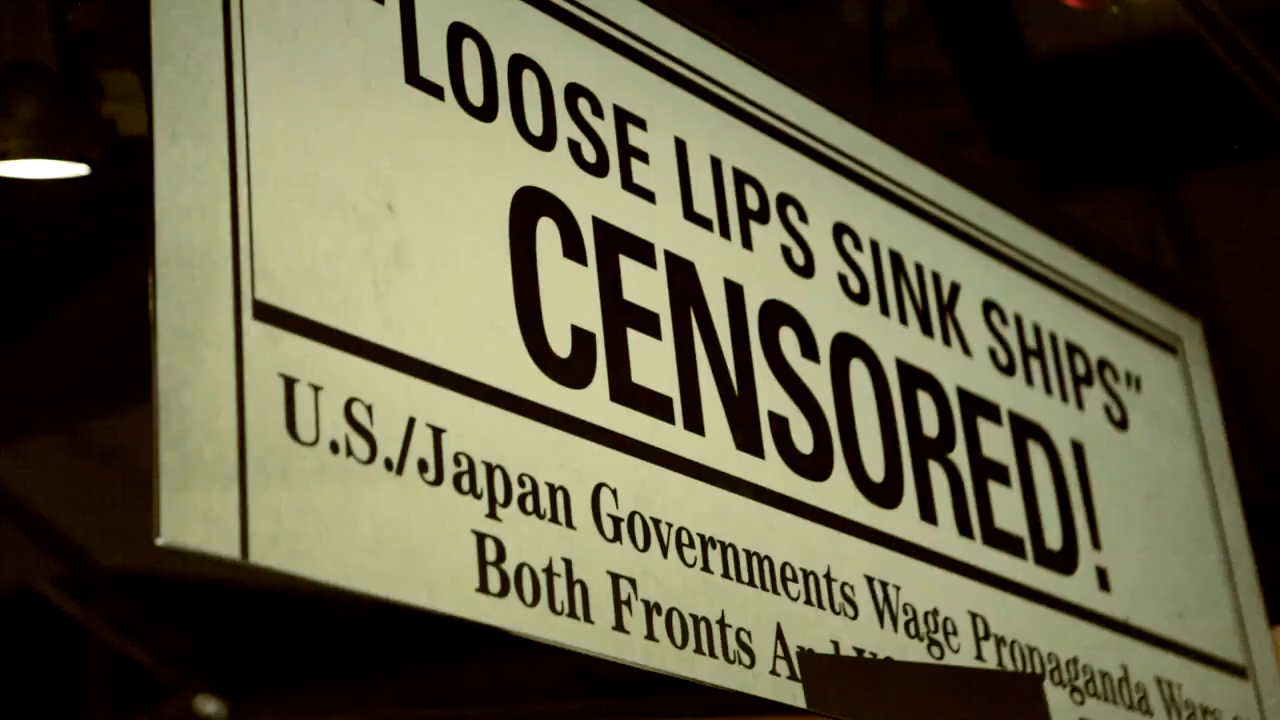 "LOOSE LIPS SINK SHIPS"
CENSORED!
U.S./Japan Governments Wage Propaganda Wars
Both Fronts